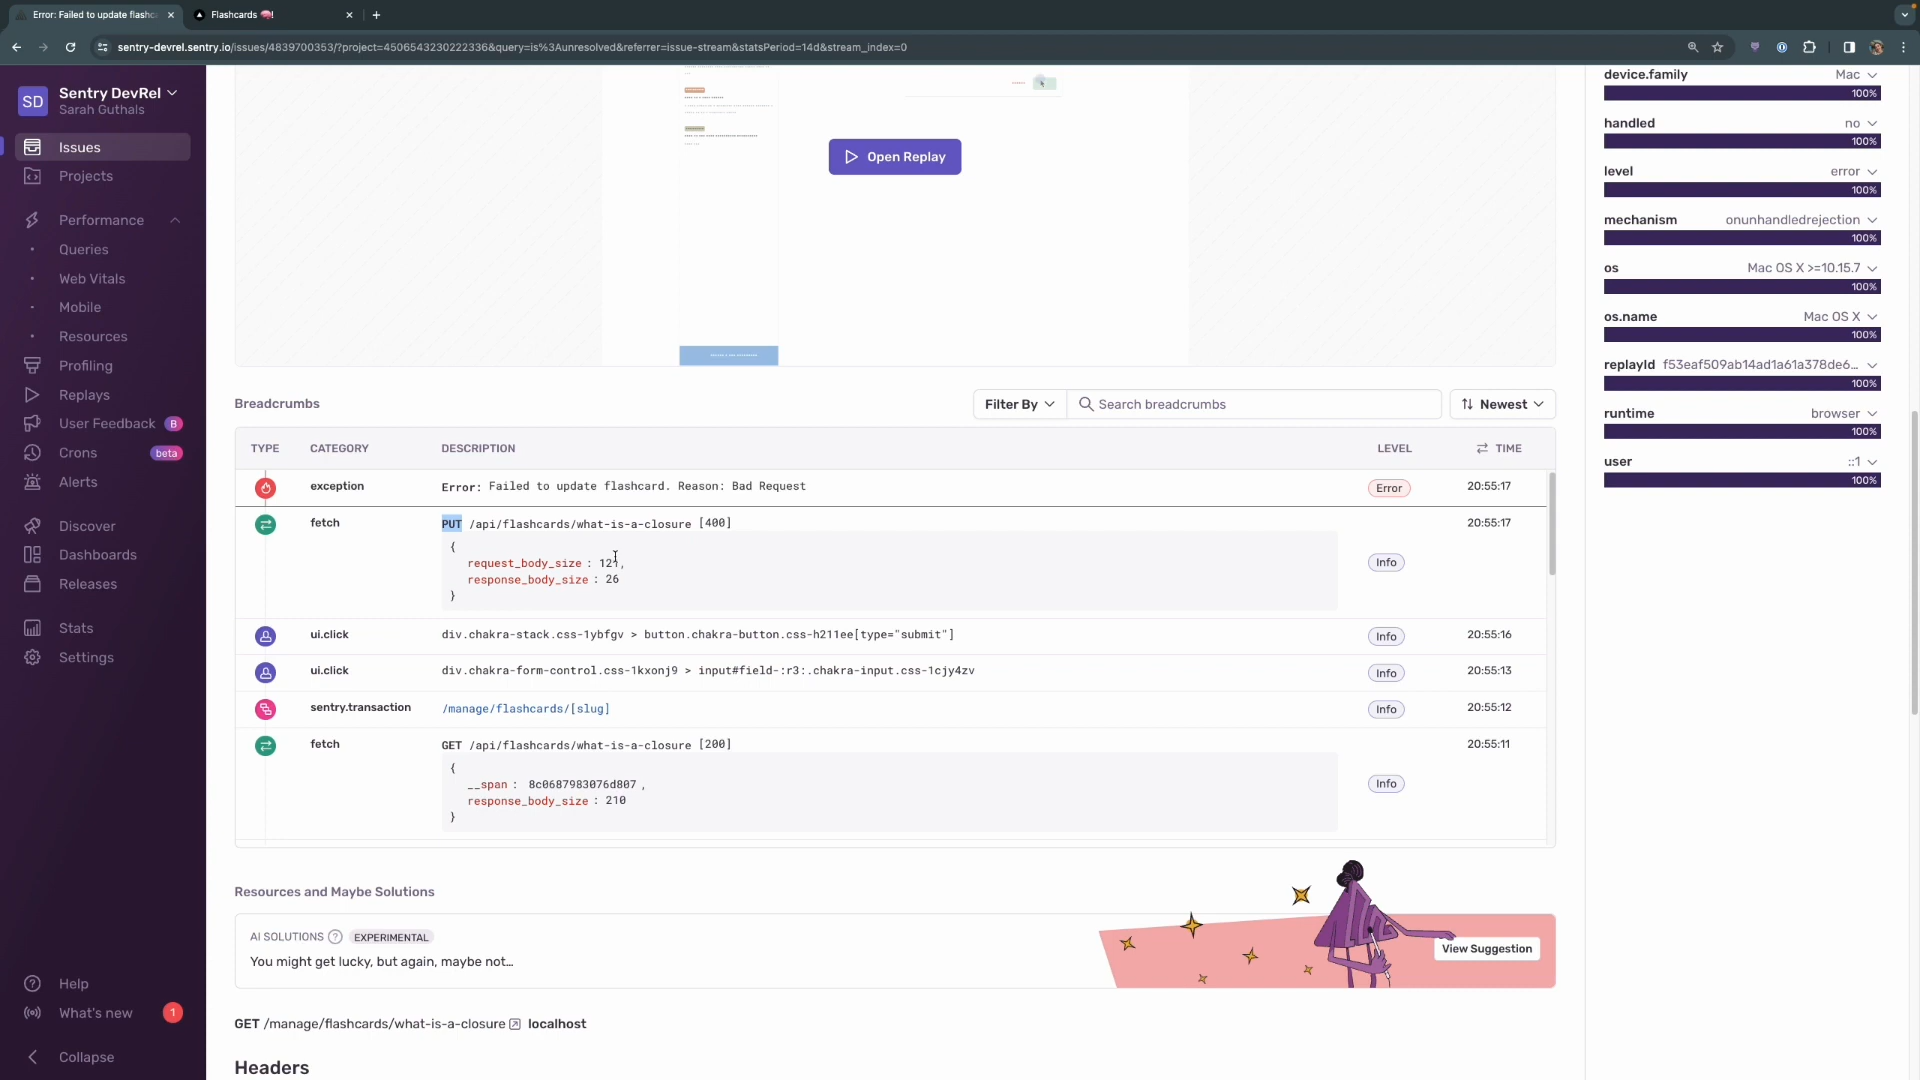 Error: Failed to update flashc
Flashcards
sentry-devrel.sentry.io/issues/4839700353/?project=4506543230222336&query=is%3Aunresolved&referrer=issue-stream&statsPeriod=14d&stream_index=0
SD
Sentry DevRel
Sarah Guthals
Issues
Projects
Performance
Queries
Web Vitals
Mobile
Resources
Profiling
Replays
User Feedback B
Crons beta
Alerts
Discover
Dashboards
Releases
Stats
Settings
Help
What's new 1
Collapse
Open Replay
Breadcrumbs
Filter By
Search breadcrumbs
Newest
TYPE CATEGORY DESCRIPTION LEVEL TIME
exception Error: Failed to update flashcard. Reason: Bad Request Error 20:55:17
fetch PUT /api/flashcards/what-is-a-closure [400] 20:55:17
{
request_body_size : 121,
response_body_size : 26
}
Info
ui.click div.chakra-stack.css-1ybfgv > button.chakra-button.css-h211ee[type="submit"] Info 20:55:16
ui.click div.chakra-form-control.css-1kxonj9 > input#field-:r3:.chakra-input.css-1cjy4zv Info 20:55:13
sentry.transaction /manage/flashcards/[slug] Info 20:55:12
fetch GET /api/flashcards/what-is-a-closure [200] 20:55:11
{
__span : 8c0687983076d807 ,
response_body_size : 210
}
Info
Resources and Maybe Solutions
AI SOLUTIONS ? EXPERIMENTAL
You might get lucky, but again, maybe not...
View Suggestion
GET /manage/flashcards/what-is-a-closure localhost
Headers
device.family Mac
100%
handled no
100%
level error
100%
mechanism onunhandledrejection
100%
os Mac OS X >=10.15.7
100%
os.name Mac OS X
100%
replayId f53eaf509ab14ad1a61a378de6...
100%
runtime browser
100%
user ::1
100%